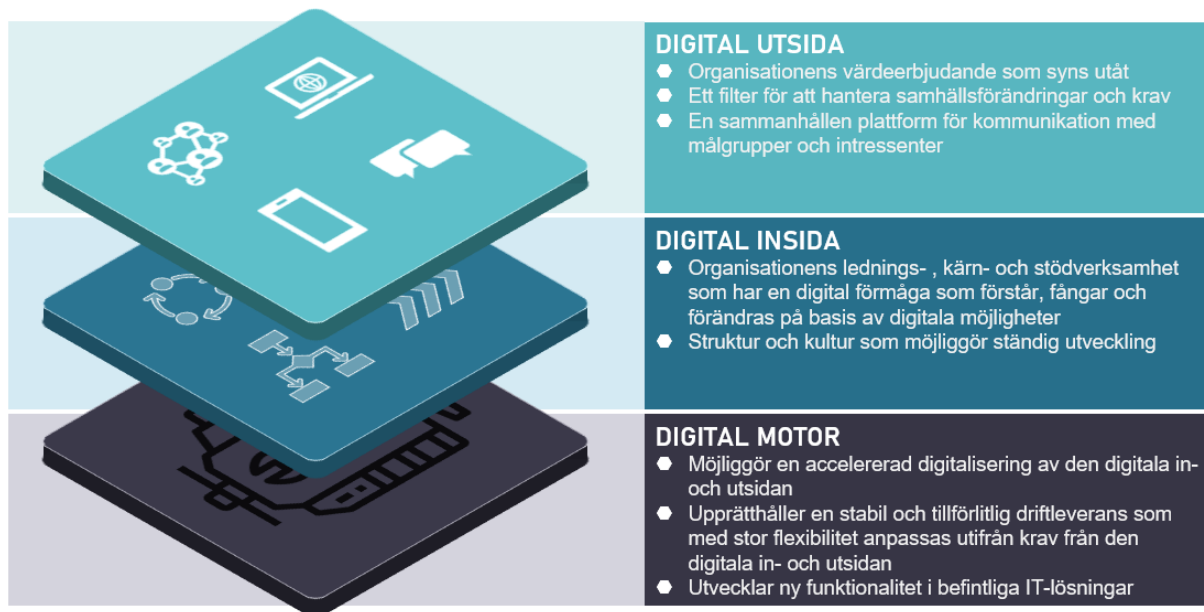 DIGITAL UTSIDA
Organisationens värdeerbjudande som syns utåt
Ett filter för att hantera samhällsförändringar och krav
En sammanhållen plattform för kommunikation med
målgrupper och intressenter
DIGITAL INSIDA
Organisationens lednings- , kärn- och stödverksamhet
som har en digital förmåga som förstår, fångar och
förändras på basis av digitala möjligheter
Struktur och kultur som möjliggör ständig utveckling
DIGITAL MOTOR
Möjliggör en accelererad digitalisering av den digitala in-
och utsidan
Upprätthåller en stabil och tillförlitlig driftleverans som
med stor flexibilitet anpassas utifrån krav från den
digitala in- och utsidan
Utvecklar ny funktionalitet i befintliga IT-lösningar